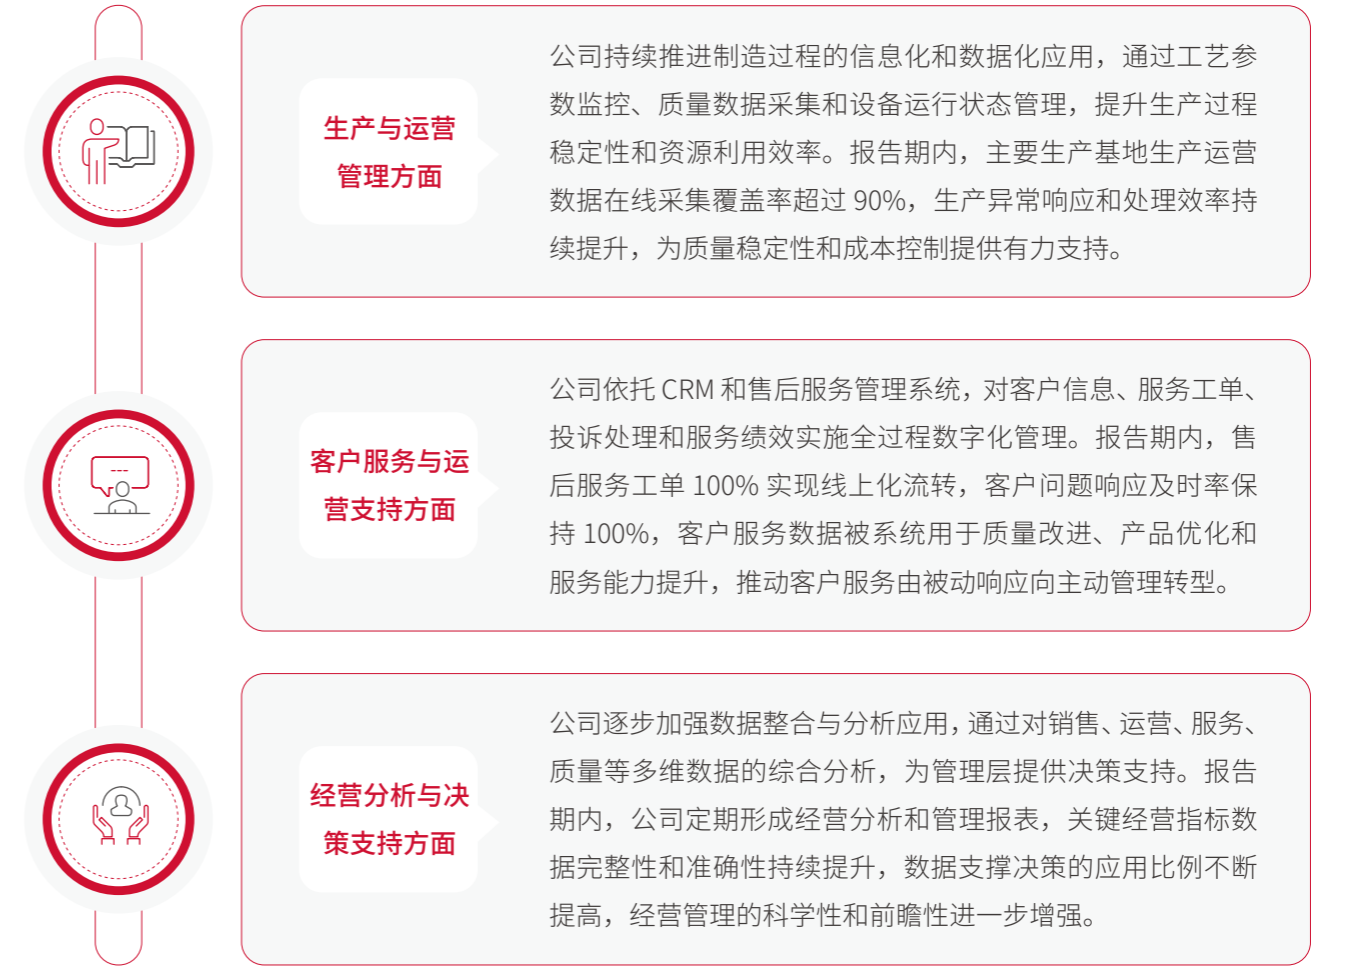 生产与运营
管理方面
公司持续推进制造过程的信息化和数据化应用，通过工艺参
数监控、质量数据采集和设备运行状态管理，提升生产过程
稳定性和资源利用效率。报告期内，主要生产基地生产运营
数据在线采集覆盖率超过 90%，生产异常响应和处理效率持
续提升，为质量稳定性和成本控制提供有力支持。
客户服务与运
营支持方面
公司依托 CRM 和售后服务管理系统，对客户信息、服务工单、
投诉处理和服务绩效实施全过程数字化管理。报告期内，售
后服务工单 100% 实现线上化流转，客户问题响应及时率保
持 100%，客户服务数据被系统用于质量改进、产品优化和
服务能力提升，推动客户服务由被动响应向主动管理转型。
经营分析与决
策支持方面
公司逐步加强数据整合与分析应用，通过对销售、运营、服务、
质量等多维数据的综合分析，为管理层提供决策支持。报告
期内，公司定期形成经营分析和管理报表，关键经营指标数
据完整性和准确性持续提升，数据支撑决策的应用比例不断
提高，经营管理的科学性和前瞻性进一步增强。